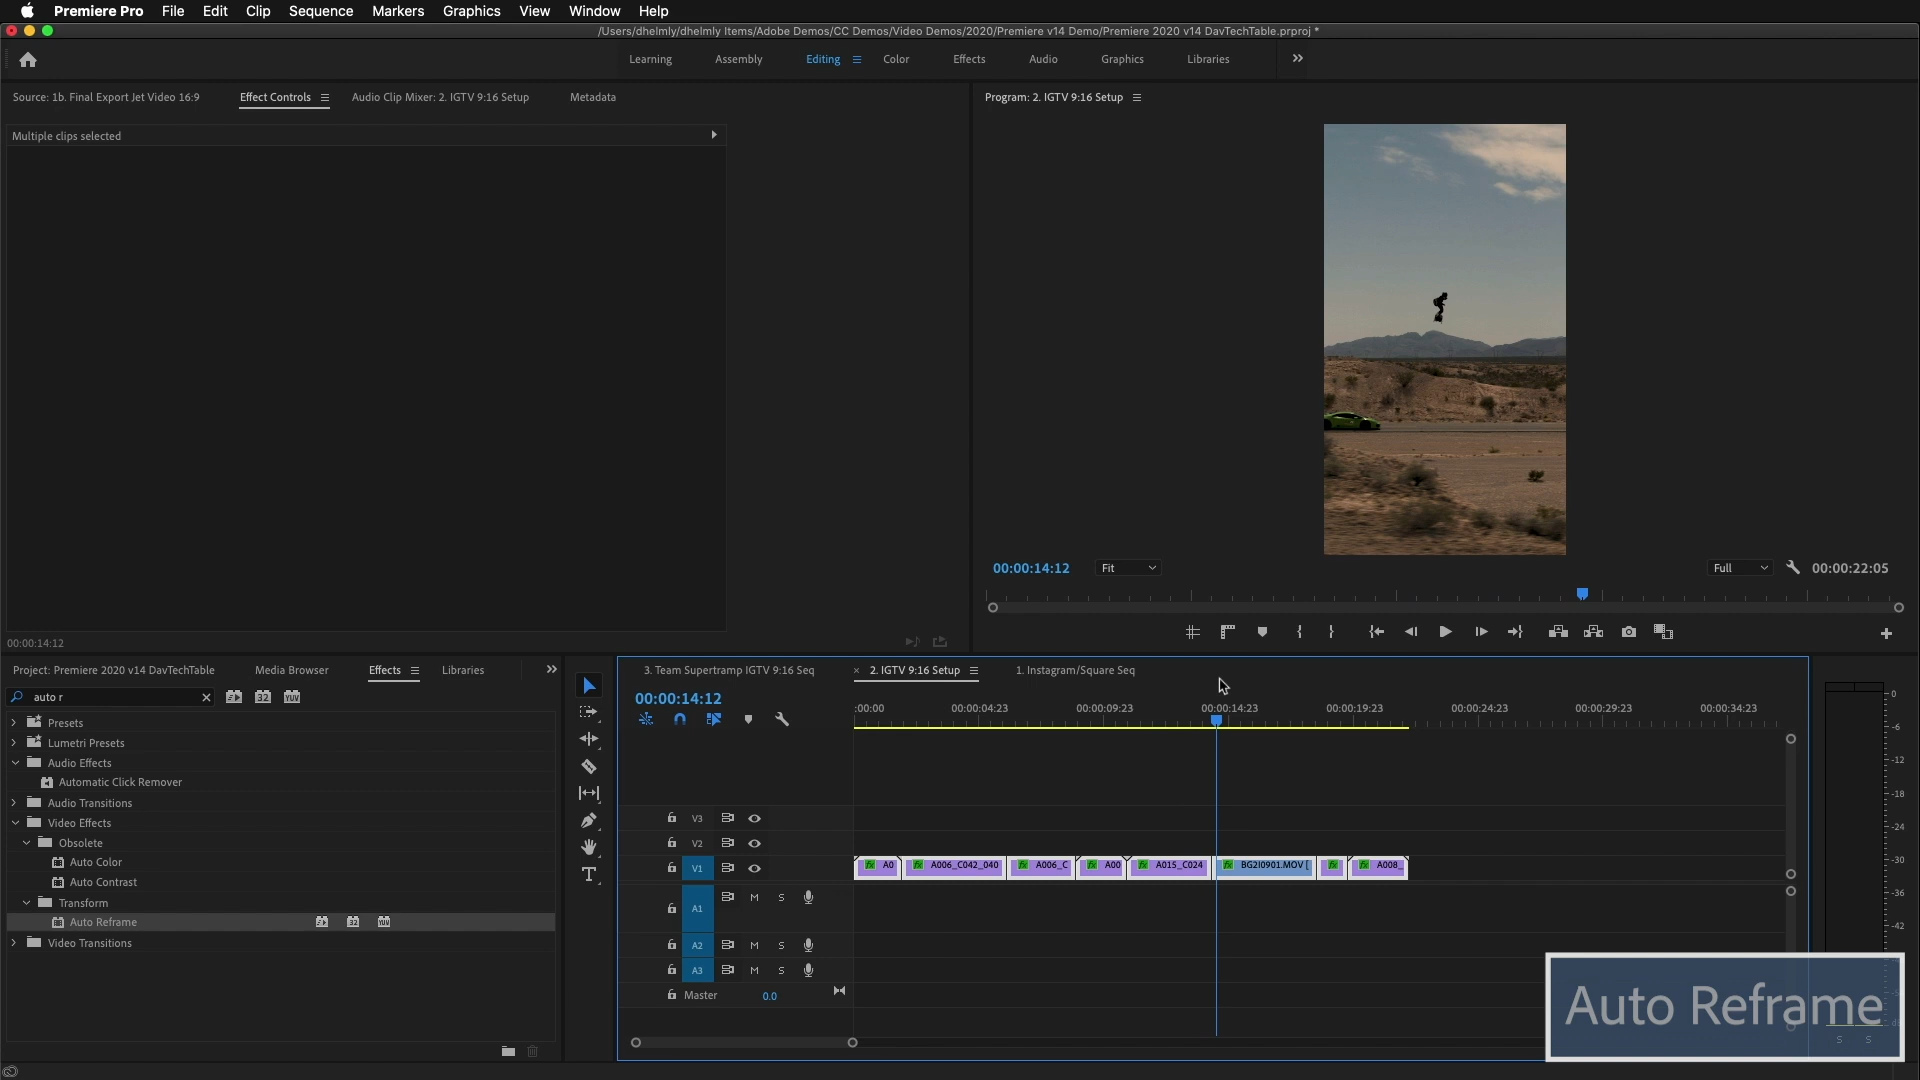 Premiere Pro File Edit Clip Sequence Markers Graphics View Window Help
/Users/dhelmly/dhelmly Items/Adobe Demos/CC Demos/Video Demos/2020/Premiere v14 Demo/Premiere 2020 v14 DavTechTable.prproj *
Learning Assembly Editing Color Effects Audio Graphics Libraries
Source: 1b. Final Export Jet Video 16:9 Effect Controls Audio Clip Mixer: 2. IGTV 9:16 Setup Metadata
Program: 2. IGTV 9:16 Setup
Multiple clips selected
00:00:14:12 Fit Full 00:00:22:05
00:00:14:12
Project: Premiere 2020 v14 DavTechTable Media Browser Effects Libraries
auto r
Presets
Lumetri Presets
Audio Effects
Automatic Click Remover
Audio Transitions
Video Effects
Obsolete
Auto Color
Auto Contrast
Transform
Auto Reframe
Video Transitions
3. Team Supertramp IGTV 9:16 Seq × 2. IGTV 9:16 Setup 1. Instagram/Square Seq
00:00:14:12
:00:00 00:00:04:23 00:00:09:23 00:00:14:23 00:00:19:23 00:00:24:23 00:00:29:23 00:00:34:23
V3
V2
V1 fx A0 fx A006_C042_040 fx A006_C fx A00 fx A015_C024 fx BG2I0901.MOV [ fx fx A008_
A1 M S
A2 M S
A3 M S
Master 0.0
0
-6
-12
-18
-24
-30
-36
-42
S S
Auto Reframe